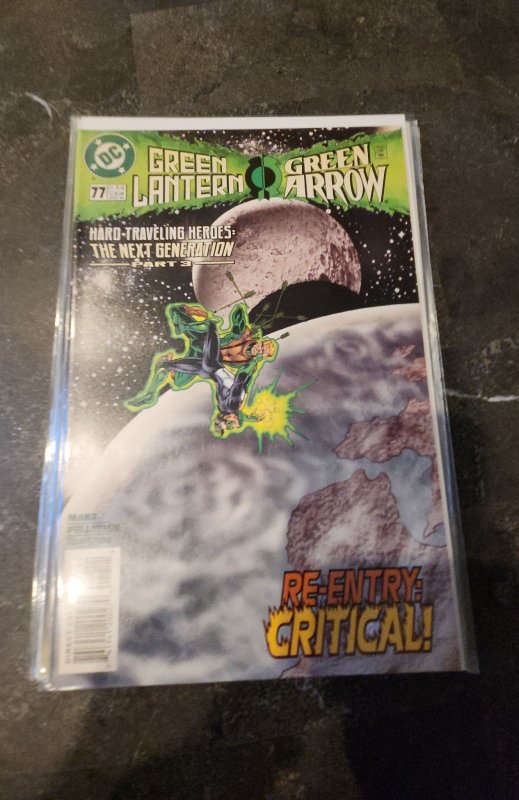 DC
77
GREEN LANTERN
GREEN ARROW
HARD-TRAVELING HEROES:
THE NEXT GENERATION
PART 3
MARZ
PELLETIER
RE-ENTRY:
CRITICAL!